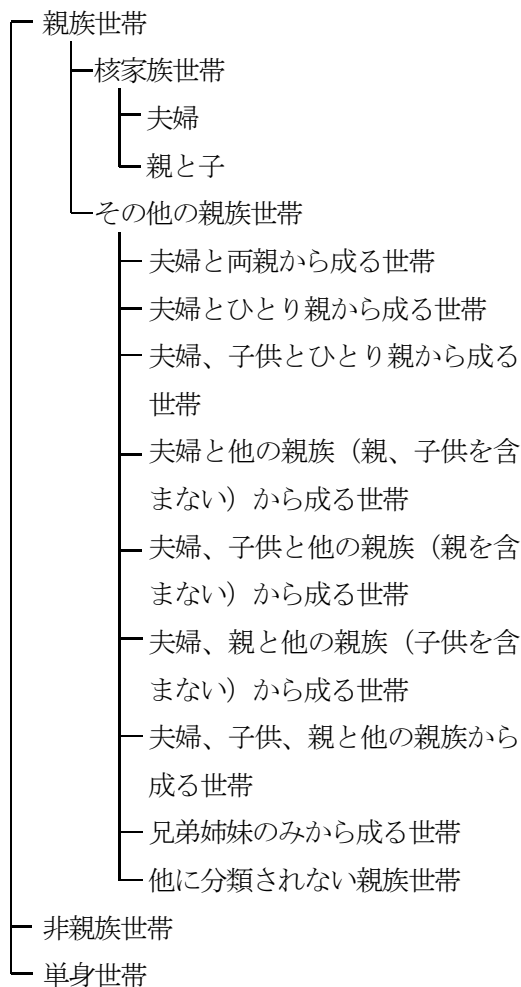 親族世帯
核家族世帯
夫婦
親と子
その他の親族世帯
夫婦と両親から成る世帯
夫婦とひとり親から成る世帯
夫婦、子供とひとり親から成る
世帯
夫婦と他の親族（親、子供を含
まない）から成る世帯
夫婦、子供と他の親族（親を含
まない）から成る世帯
夫婦、親と他の親族（子供を含
まない）から成る世帯
夫婦、子供、親と他の親族から
成る世帯
兄弟姉妹のみから成る世帯
他に分類されない親族世帯
非親族世帯
単身世帯